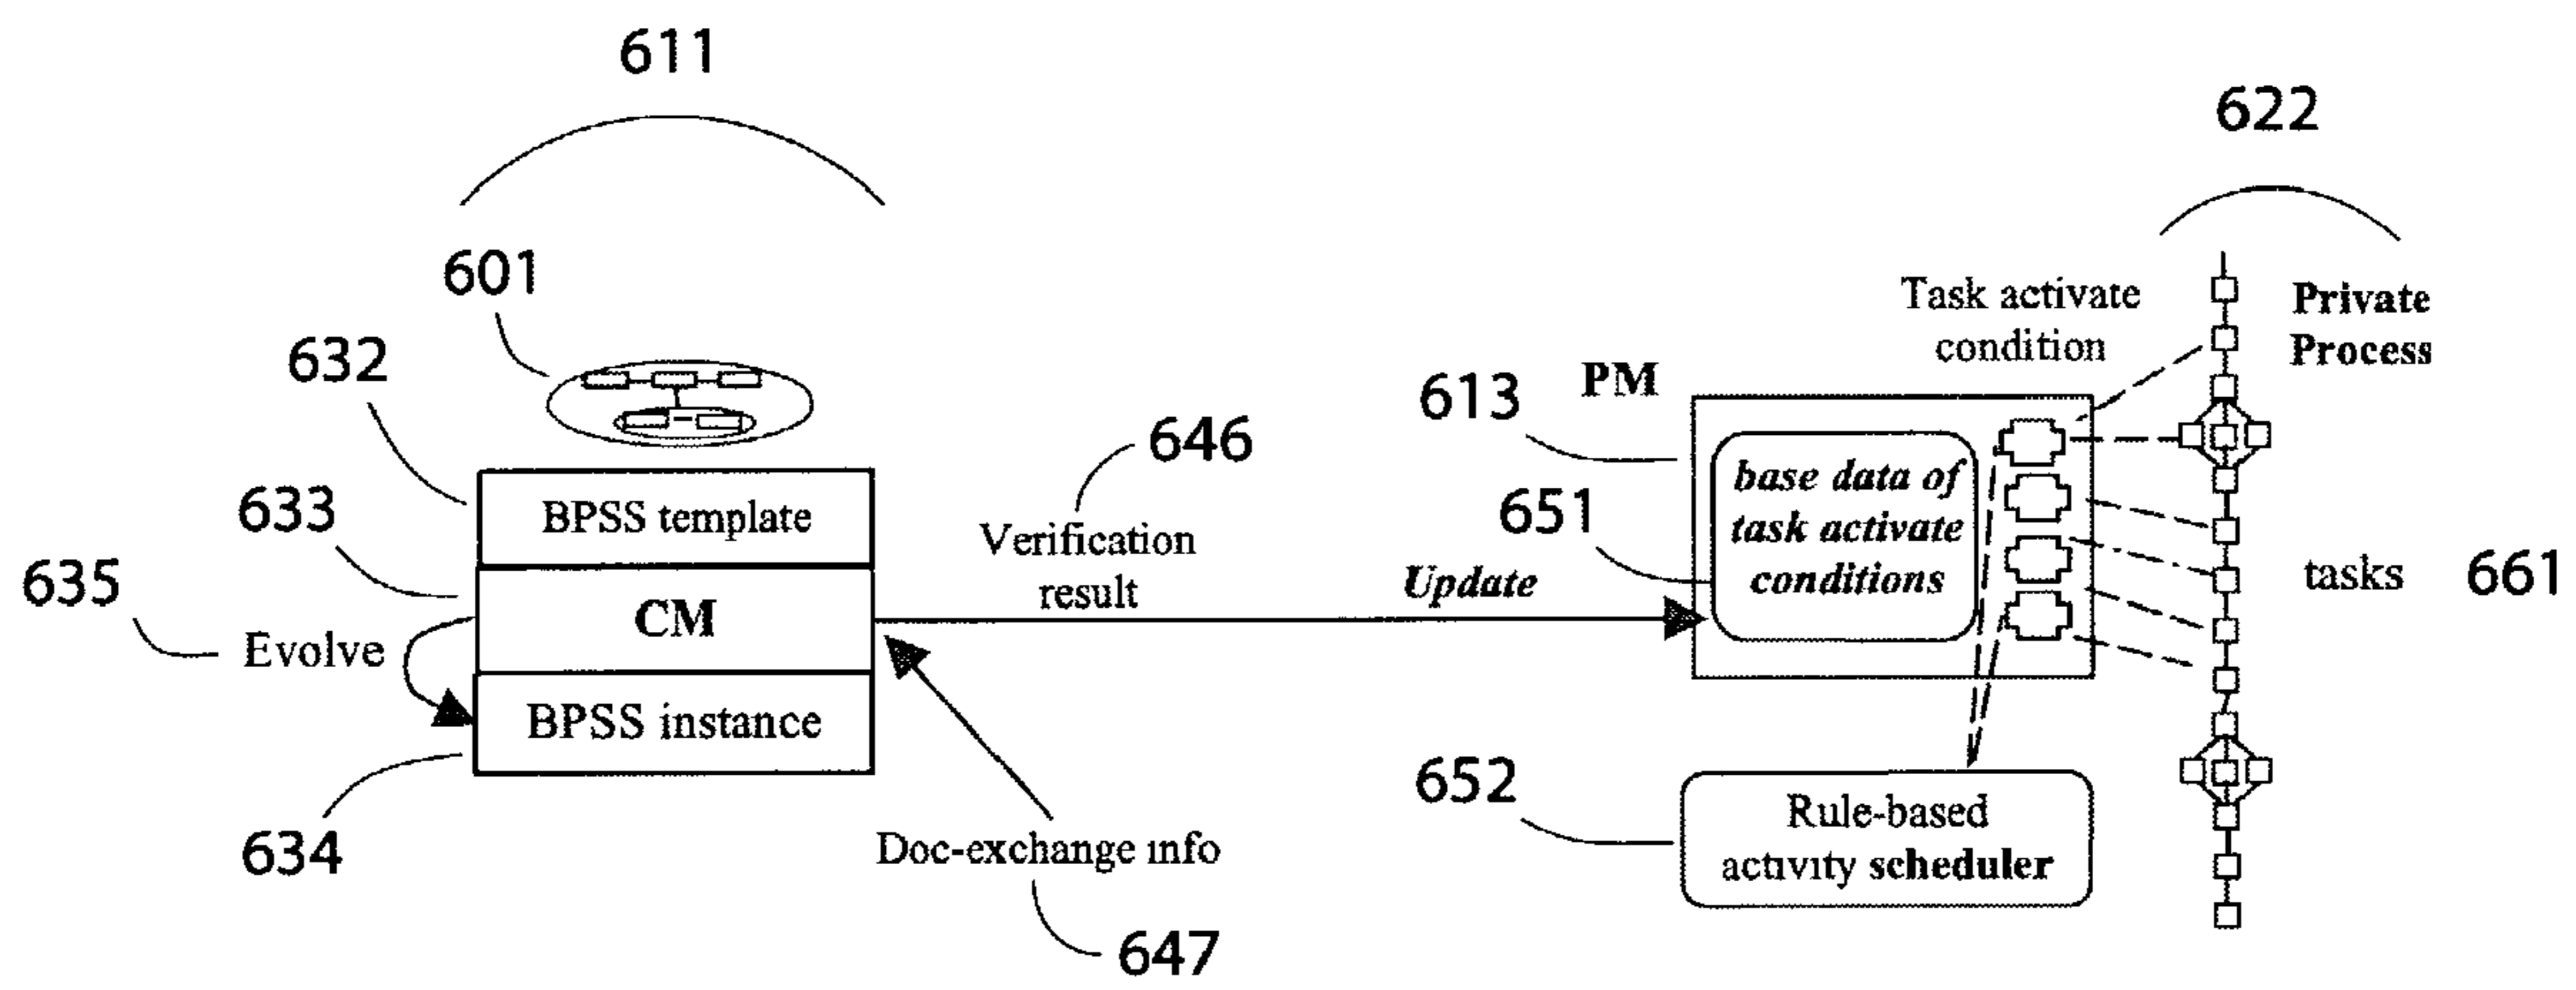 611
622
601
Task activate
condition
Private
Process
632
PM
613
646
633
BPSS template
base data of
task activate
conditions
651
Verification
result
635
Evolve
CM
Update
tasks
661
BPSS instance
652
634
Doc-exchange info
Rule-based
activity scheduler
647